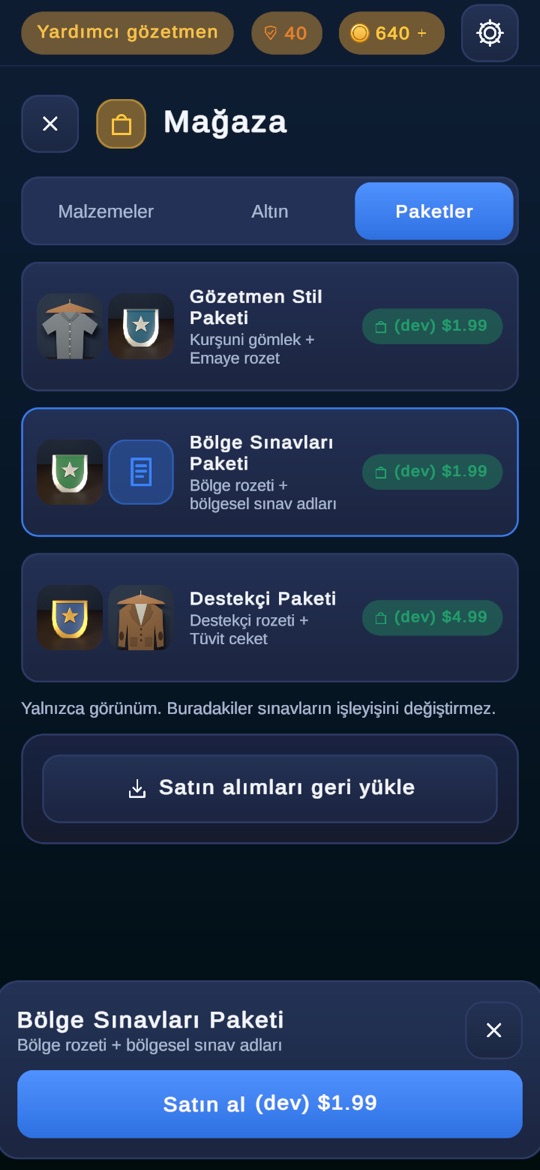 Yardımcı gözetmen
40
640 +
Mağaza
Malzemeler
Altın
Paketler
Gözetmen Stil
Paketi
Kurşuni gömlek +
Emaye rozet
(dev) $1.99
Bölge Sınavları
Paketi
Bölge rozeti +
bölgesel sınav adları
(dev) $1.99
Destekçi Paketi
Destekçi rozeti +
Tüvit ceket
(dev) $4.99
Yalnızca görünüm. Buradakiler sınavların işleyişini değiştirmez.
Satın alımları geri yükle
Bölge Sınavları Paketi
Bölge rozeti + bölgesel sınav adları
Satın al (dev) $1.99